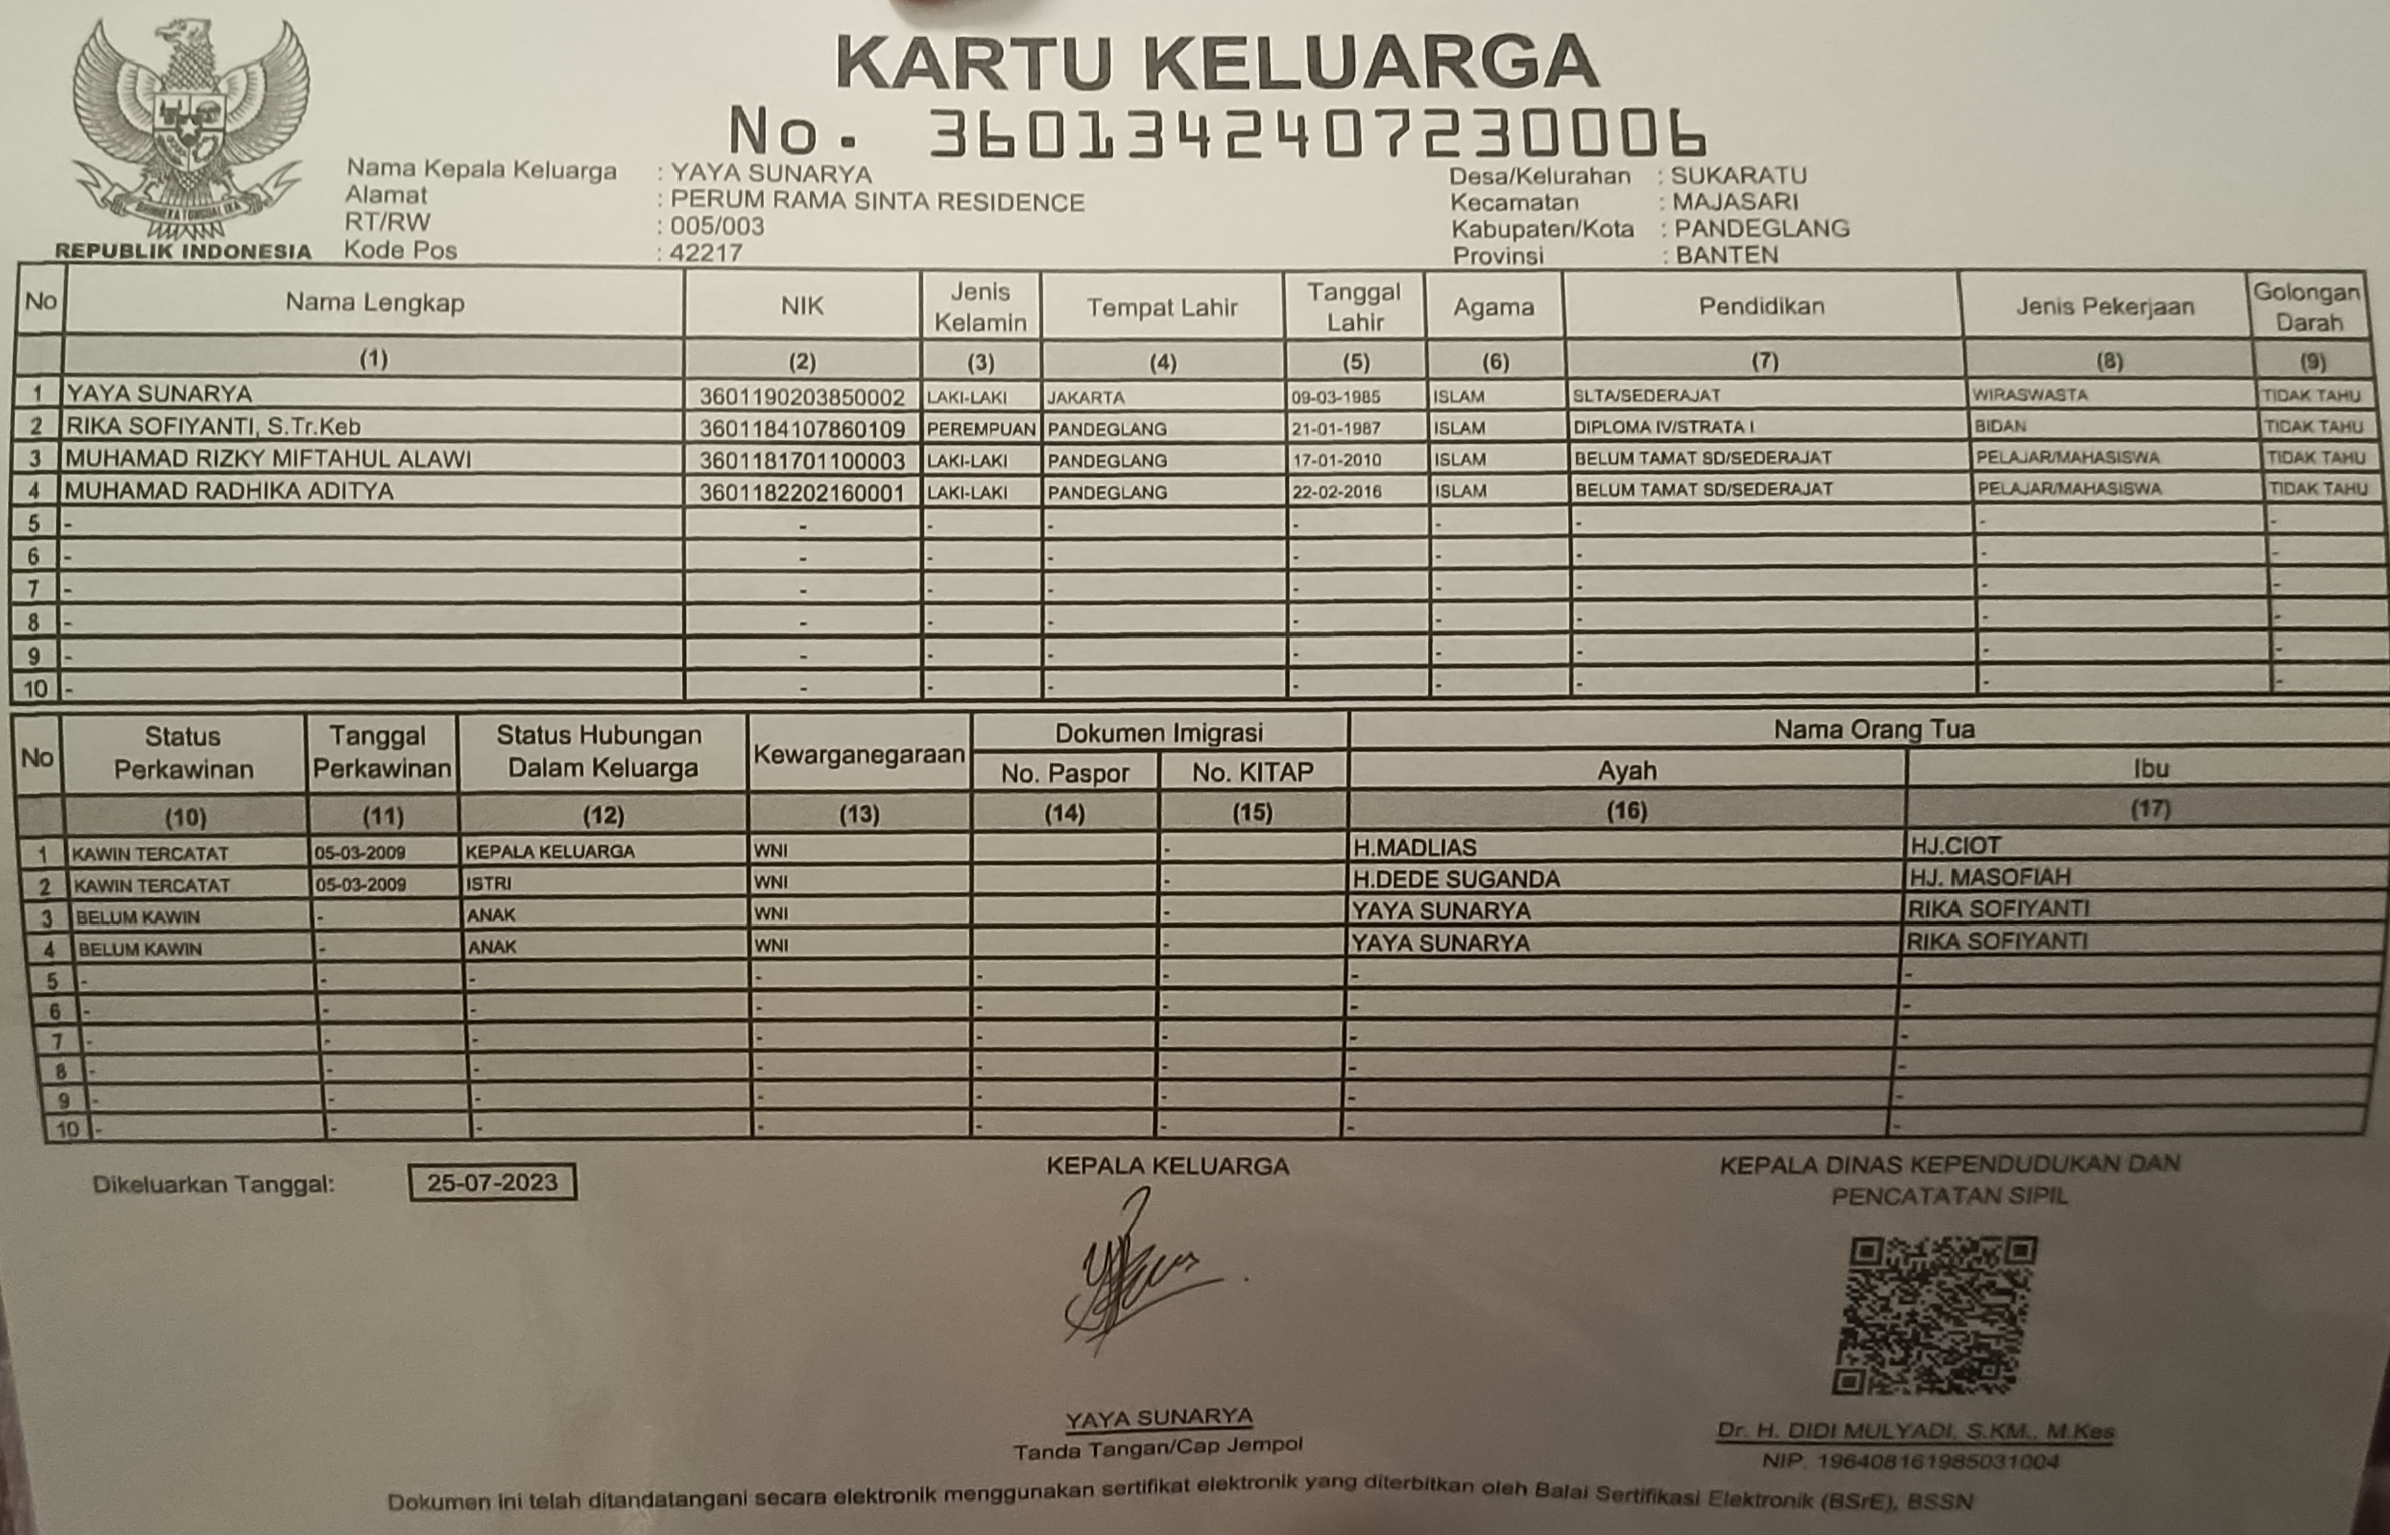 KARTU KELUARGA
No. 3601342407230006
Nama Kepala Keluarga : YAYA SUNARYA
Alamat : PERUM RAMA SINTA RESIDENCE
RT/RW : 005/003
Kode Pos : 42217
Desa/Kelurahan : SUKARATU
Kecamatan : MAJASARI
Kabupaten/Kota : PANDEGLANG
Provinsi : BANTEN
BHINNEKA TUNGGAL IKA
REPUBLIK INDONESIA
No Nama Lengkap NIK Jenis Kelamin Tempat Lahir Tanggal Lahir Agama Pendidikan Jenis Pekerjaan Golongan Darah
(1) (2) (3) (4) (5) (6) (7) (8) (9)
1 YAYA SUNARYA 3601190203850002 LAKI-LAKI JAKARTA 09-03-1985 ISLAM SLTA/SEDERAJAT WIRASWASTA TIDAK TAHU
2 RIKA SOFIYANTI, S.Tr.Keb 3601184107860109 PEREMPUAN PANDEGLANG 21-01-1987 ISLAM DIPLOMA IV/STRATA I BIDAN TIDAK TAHU
3 MUHAMAD RIZKY MIFTAHUL ALAWI 3601181701100003 LAKI-LAKI PANDEGLANG 17-01-2010 ISLAM BELUM TAMAT SD/SEDERAJAT PELAJAR/MAHASISWA TIDAK TAHU
4 MUHAMAD RADHIKA ADITYA 3601182202160001 LAKI-LAKI PANDEGLANG 22-02-2016 ISLAM BELUM TAMAT SD/SEDERAJAT PELAJAR/MAHASISWA TIDAK TAHU
5 - - - - - - - - -
6 - - - - - - - - -
7 - - - - - - - - -
8 - - - - - - - - -
9 - - - - - - - - -
10 - - - - - - - - -
No Status Perkawinan Tanggal Perkawinan Status Hubungan Dalam Keluarga Kewarganegaraan Dokumen Imigrasi Nama Orang Tua
No. Paspor No. KITAP Ayah Ibu
(10) (11) (12) (13) (14) (15) (16) (17)
1 KAWIN TERCATAT 05-03-2009 KEPALA KELUARGA WNI - H.MADLIAS HJ.CIOT
2 KAWIN TERCATAT 05-03-2009 ISTRI WNI - H.DEDE SUGANDA HJ. MASOFIAH
3 BELUM KAWIN - ANAK WNI - YAYA SUNARYA RIKA SOFIYANTI
4 BELUM KAWIN - ANAK WNI - YAYA SUNARYA RIKA SOFIYANTI
5 - - - - - - - -
6 - - - - - - - -
7 - - - - - - - -
8 - - - - - - - -
9 - - - - - - - -
10 - - - - - - - -
Dikeluarkan Tanggal: 25-07-2023
KEPALA KELUARGA
YAYA SUNARYA
Tanda Tangan/Cap Jempol
KEPALA DINAS KEPENDUDUKAN DAN
PENCATATAN SIPIL
Dr. H. DIDI MULYADI, S.KM., M.Kes
NIP. 196408161985031004
Dokumen ini telah ditandatangani secara elektronik menggunakan sertifikat elektronik yang diterbitkan oleh Balai Sertifikasi Elektronik (BSrE), BSSN